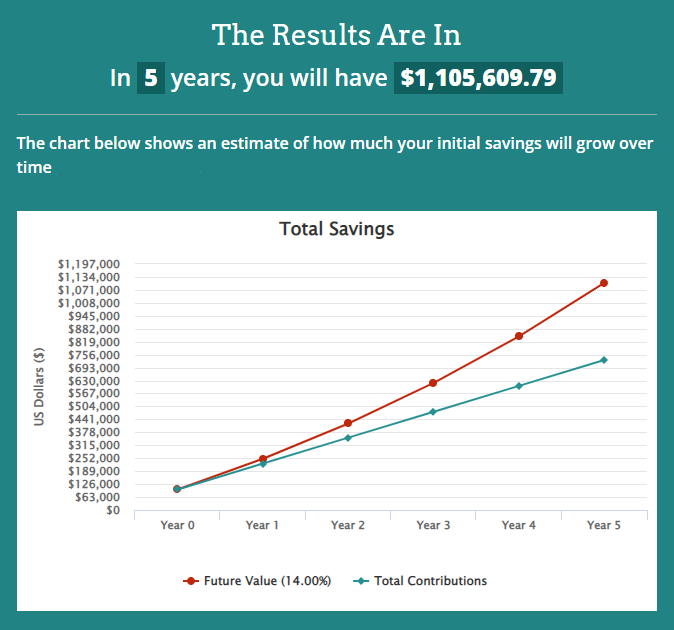 The Results Are In
In 5 years, you will have $1,105,609.79
The chart below shows an estimate of how much your initial savings will grow over
time
Total Savings
$1,197,000
$1,134,000
$1,071,000
$1,008,000
$945,000
$882,000
$819,000
$756,000
$693,000
$630,000
$567,000
$504,000
$441,000
$378,000
$315,000
$252,000
$189,000
$126,000
$63,000
$0
US Dollars ($)
Year 0 Year 1 Year 2 Year 3 Year 4 Year 5
Future Value (14.00%) Total Contributions